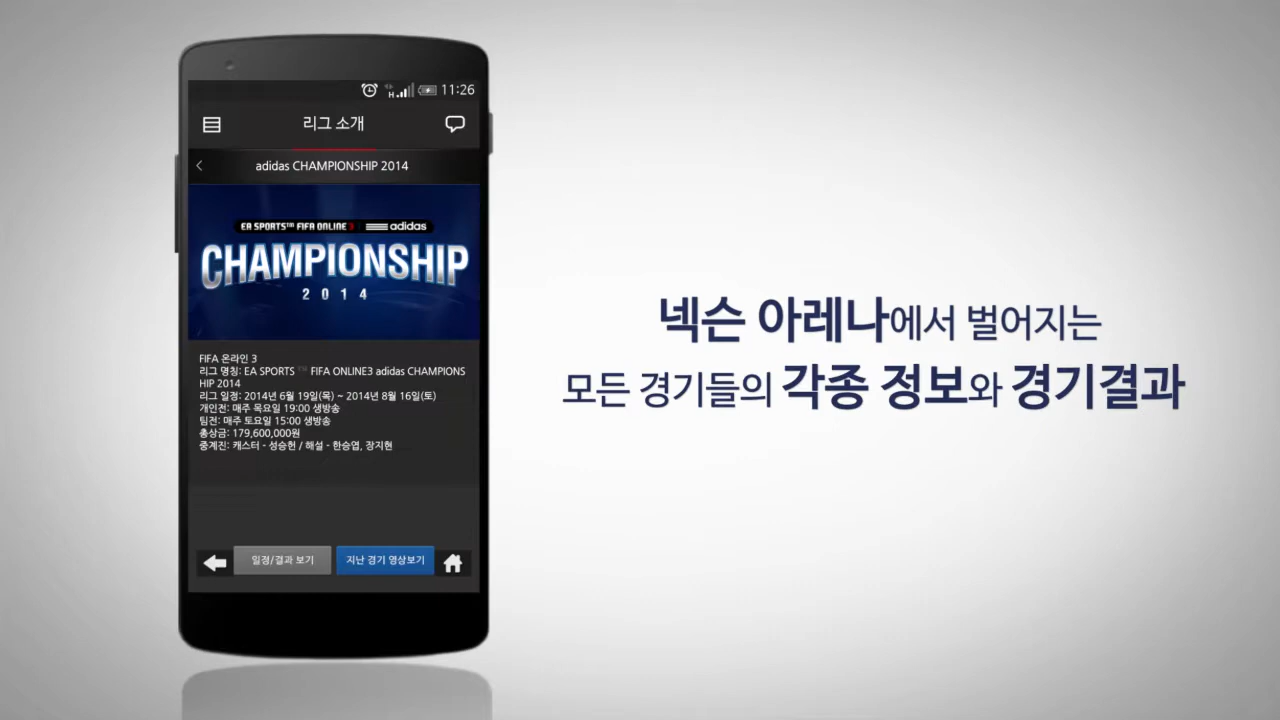 11:26
리그 소개
adidas CHAMPIONSHIP 2014
EA SPORTS™ FIFA ONLINE 3 adidas
CHAMPIONSHIP
2014
FIFA 온라인 3
리그 명칭: EA SPORTS ™ FIFA ONLINE3 adidas CHAMPIONS
HIP 2014
리그 일정: 2014년 6월 19일(목) ~ 2014년 8월 16일(토)
개인전: 매주 목요일 19:00 생방송
팀전: 매주 토요일 15:00 생방송
총상금: 179,600,000원
중계진: 캐스터 - 성승헌 / 해설 - 한승엽, 장지현
일정/결과 보기
지난 경기 영상보기
넥슨 아레나에서 벌어지는
모든 경기들의 각종 정보와 경기결과